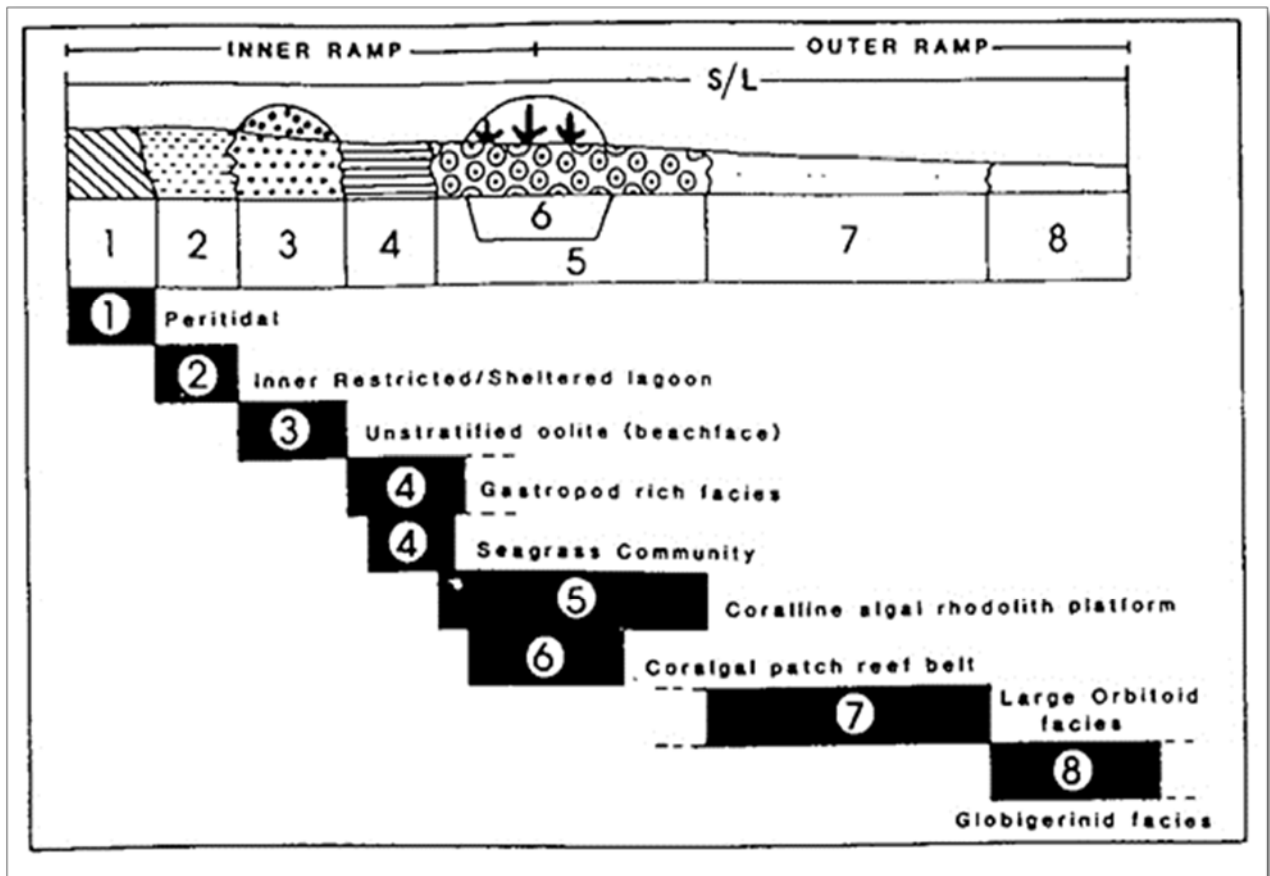 INNER RAMP
OUTER RAMP
S/L
1
2
3
4
6
5
7
8
1 Peritidal
2 Inner Restricted/Sheltered lagoon
3 Unstratified oolite (beachface)
4 Gastropod rich facies
4 Seagrass Community
5 Coralline algal rhodolith platform
6 Coralgal patch reef belt
7 Large Orbitoid
facies
8
Globigerinid facies